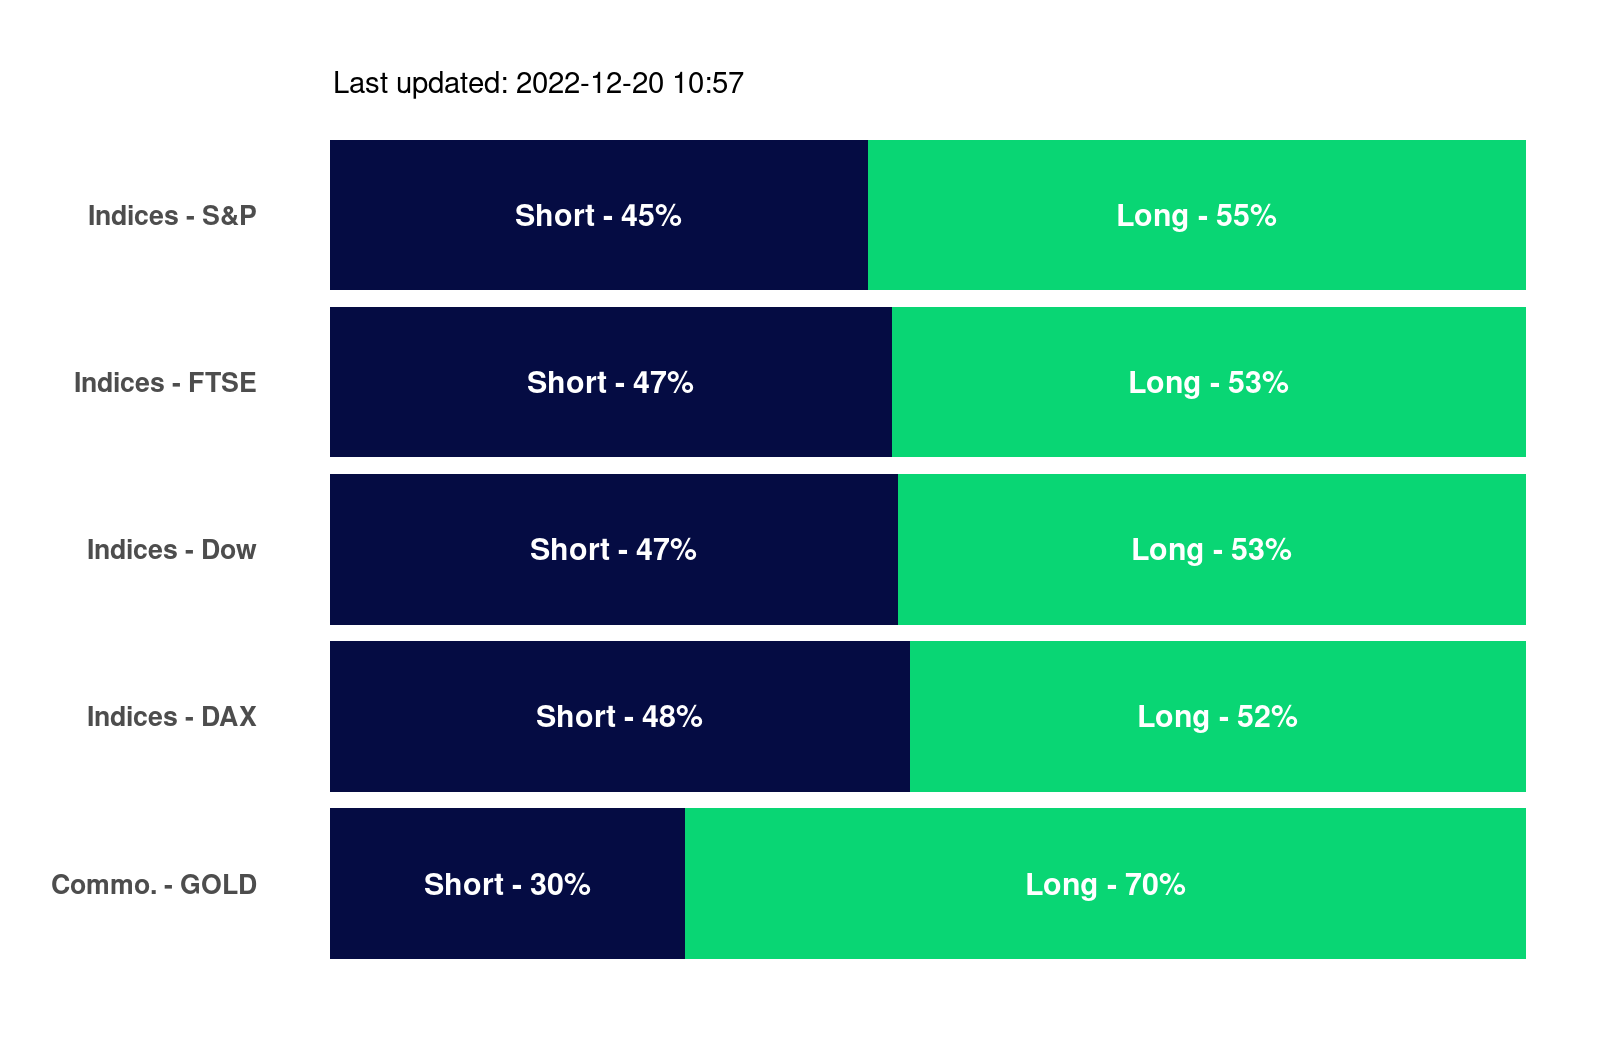 Last updated: 2022-12-20 10:57
Indices - S&P Short - 45% Long - 55%
Indices - FTSE Short - 47% Long - 53%
Indices - Dow Short - 47% Long - 53%
Indices - DAX Short - 48% Long - 52%
Commo. - GOLD Short - 30% Long - 70%